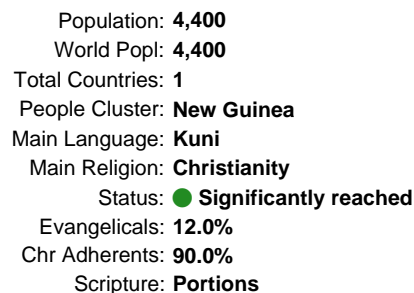 Population: 4,400
World Popl: 4,400
Total Countries: 1
People Cluster: New Guinea
Main Language: Kuni
Main Religion: Christianity
Status: Significantly reached
Evangelicals: 12.0%
Chr Adherents: 90.0%
Scripture: Portions